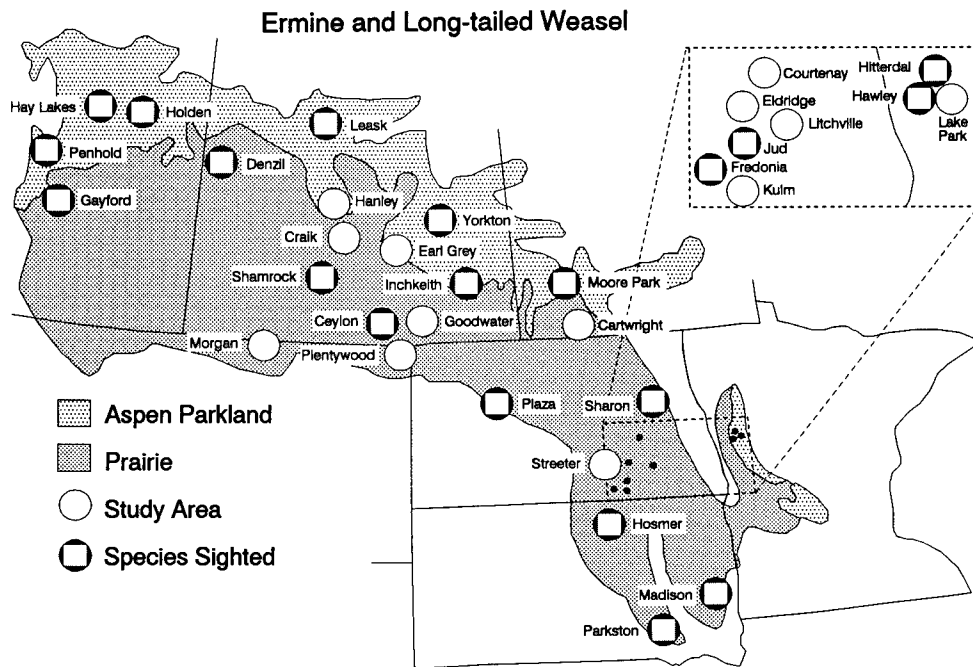 Ermine and Long-tailed Weasel
Courtenay
Hitterdal
Hawley
Eldridge
Litchville
Lake
Park
Jud
Fredonia
Kulm
Hay Lakes
Holden
Leask
Penhold
Denzil
Gayford
Hanley
Yorkton
Craik
Earl Grey
Shamrock
Inchkeith
Moore Park
Ceylon
Goodwater
Cartwright
Morgan
Plentywood
Plaza
Sharon
Aspen Parkland
Prairie
Streeter
Study Area
Hosmer
Species Sighted
Madison
Parkston